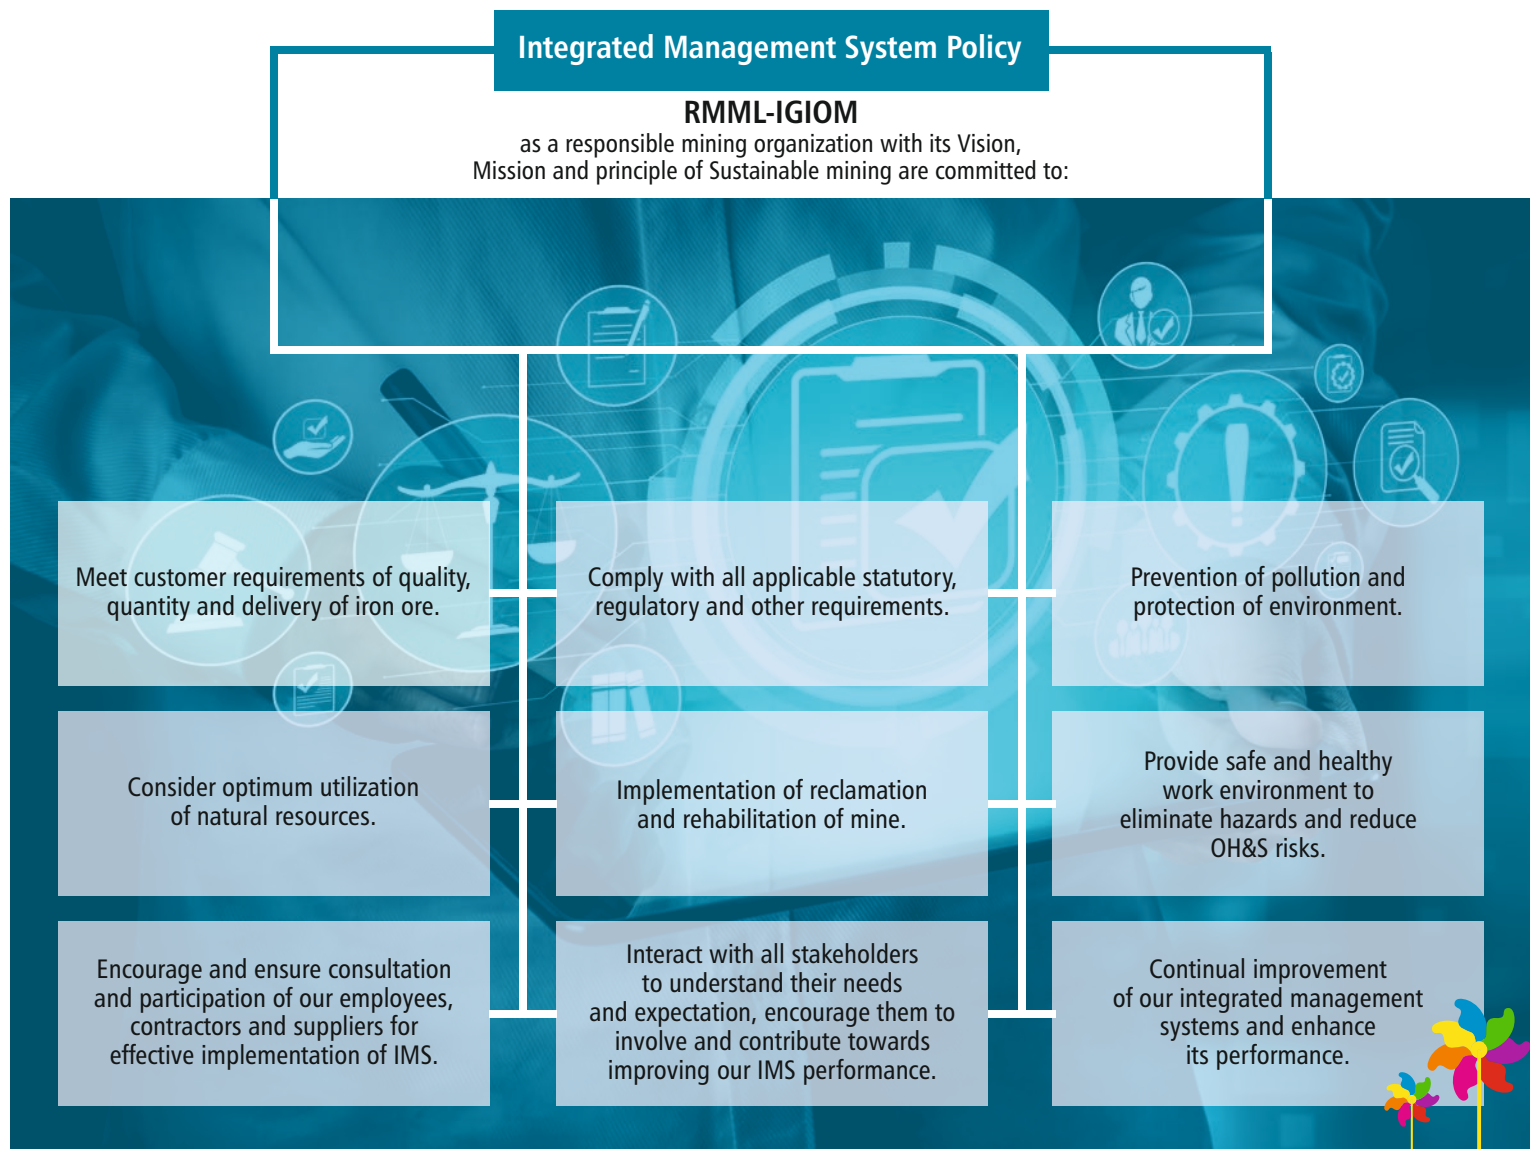 Integrated Management System Policy
RMML-IGIOM
as a responsible mining organization with its Vision,
Mission and principle of Sustainable mining are committed to:
Meet customer requirements of quality,
quantity and delivery of iron ore.
Comply with all applicable statutory,
regulatory and other requirements.
Prevention of pollution and
protection of environment.
Consider optimum utilization
of natural resources.
Implementation of reclamation
and rehabilitation of mine.
Provide safe and healthy
work environment to
eliminate hazards and reduce
OH&S risks.
Encourage and ensure consultation
and participation of our employees,
contractors and suppliers for
effective implementation of IMS.
Interact with all stakeholders
to understand their needs
and expectation, encourage them to
involve and contribute towards
improving our IMS performance.
Continual improvement
of our integrated management
systems and enhance
its performance.